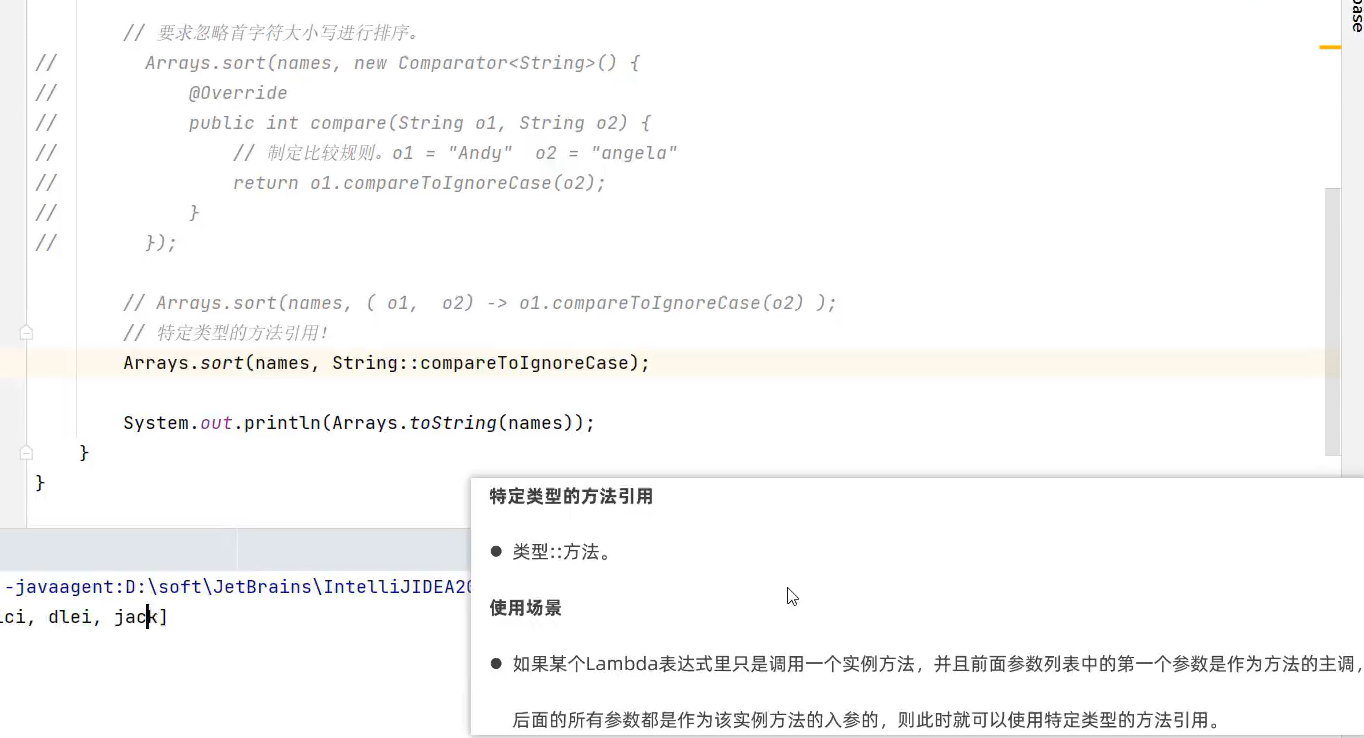 // 要求忽略首字符大小写进行排序。
// Arrays.sort(names, new Comparator<String>() {
// @Override
// public int compare(String o1, String o2) {
// // 制定比较规则。o1 = "Andy"  o2 = "angela"
// return o1.compareToIgnoreCase(o2);
// }
// });
// Arrays.sort(names, ( o1,  o2) -> o1.compareToIgnoreCase(o2) );
// 特定类型的方法引用！
Arrays.sort(names, String::compareToIgnoreCase);
System.out.println(Arrays.toString(names));
}
}
特定类型的方法引用
● 类型::方法。
使用场景
● 如果某个Lambda表达式里只是调用一个实例方法，并且前面参数列表中的第一个参数是作为方法的主调，
后面的所有参数都是作为该实例方法的入参的，则此时就可以使用特定类型的方法引用。
-javaagent:D:\soft\JetBrains\IntelliJIDEA20
ci, dlei, jack]